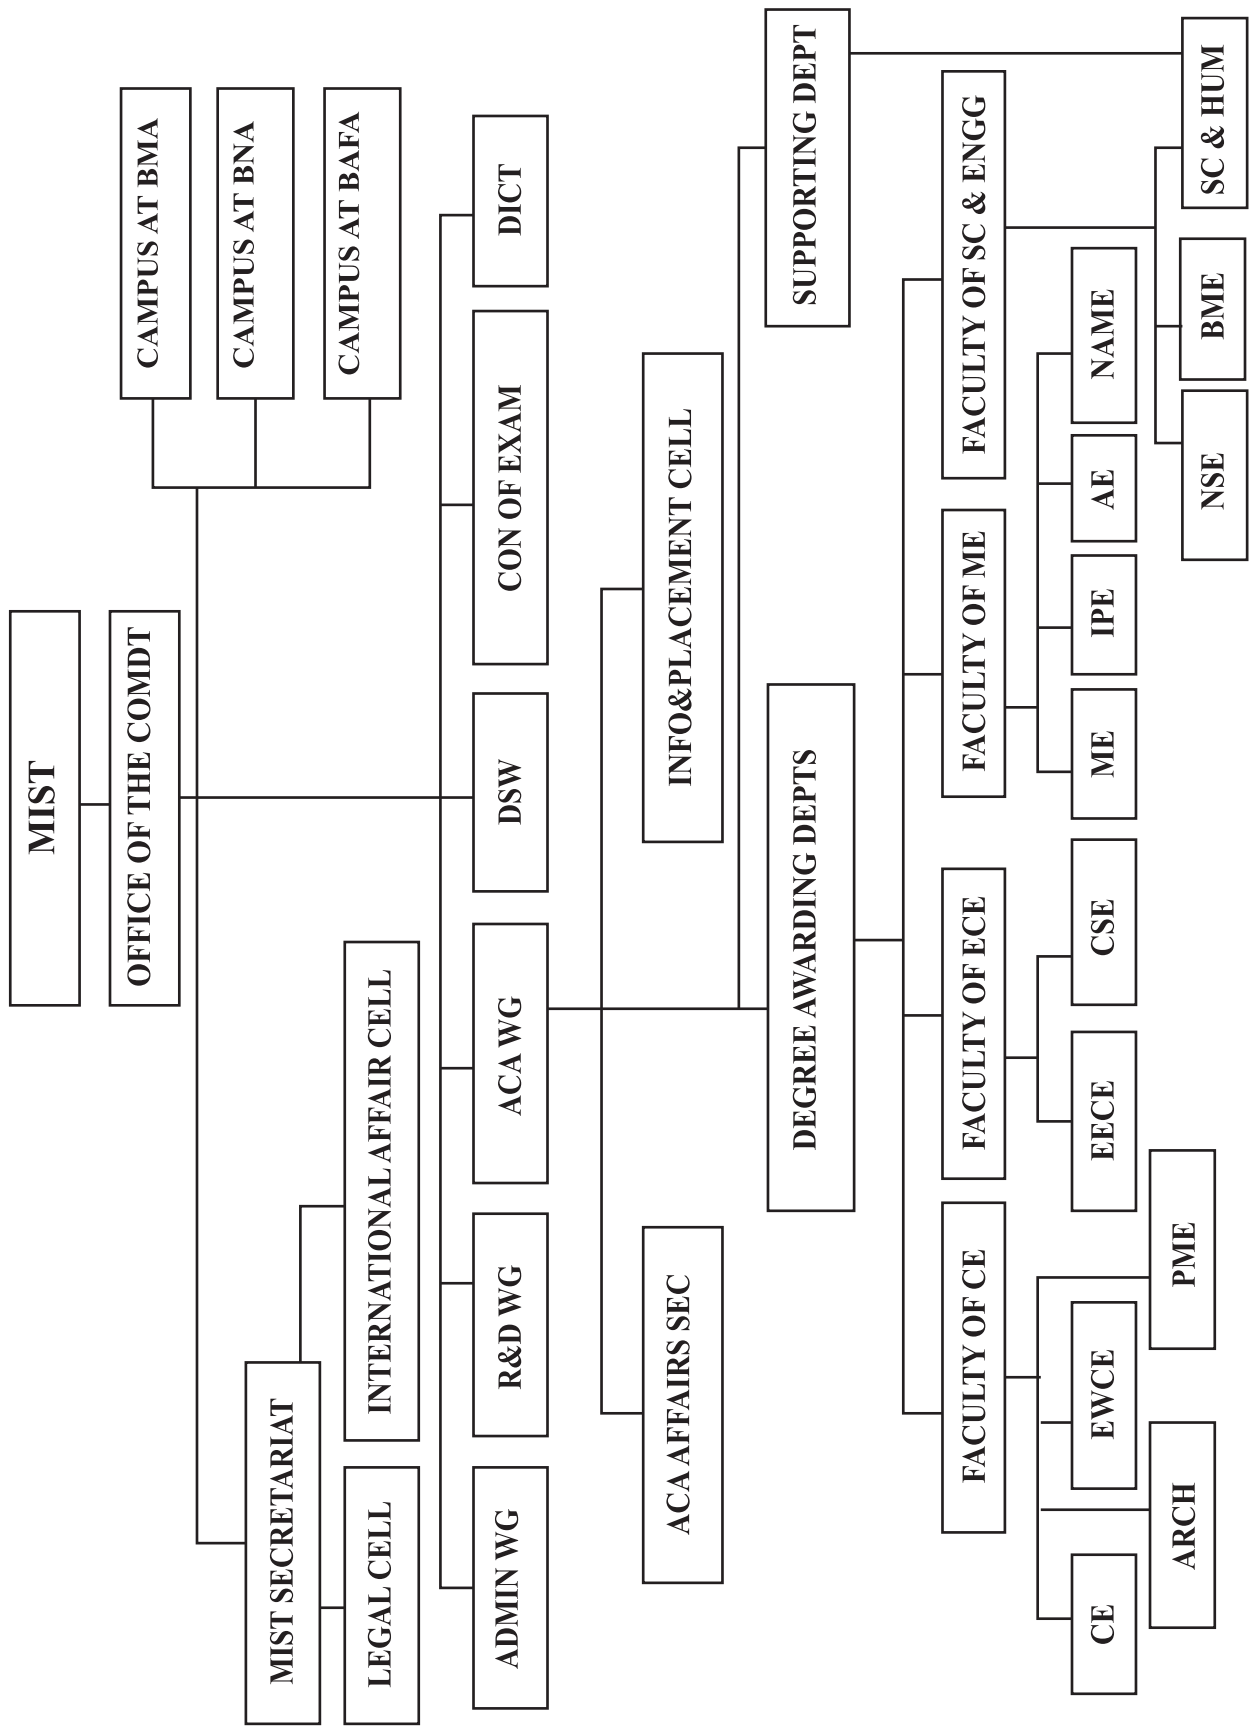 MIST
OFFICE OF THE COMDT
CAMPUS AT BMA
CAMPUS AT BNA
CAMPUS AT BAFA
MIST SECRETARIAT
LEGAL CELL
INTERNATIONAL AFFAIR CELL
ADMIN WG
R&D WG
ACA WG
DSW
CON OF EXAM
DICT
ACA AFFAIRS SEC
INFO&PLACEMENT CELL
DEGREE AWARDING DEPTS
SUPPORTING DEPT
FACULTY OF CE
FACULTY OF ECE
FACULTY OF ME
FACULTY OF SC & ENGG
CE
EWCE
EECE
CSE
ME
IPE
AE
NAME
ARCH
PME
NSE
BME
SC & HUM